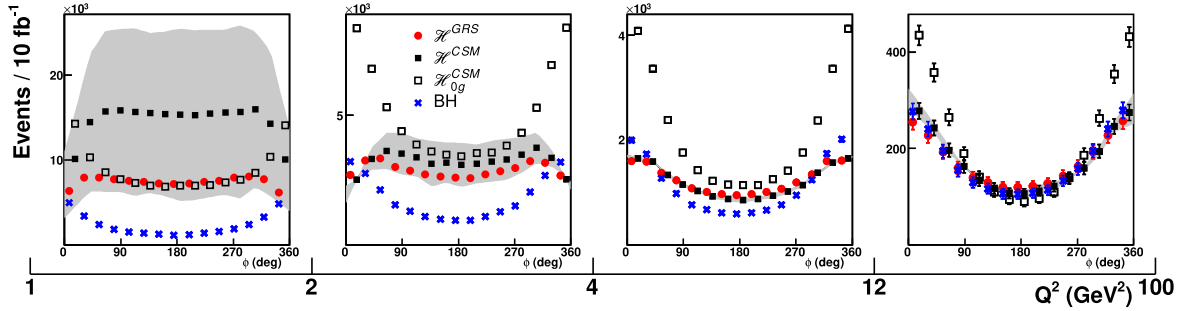 ×10³ ×10³ ×10³
Events / 10 fb⁻¹
20
10
0 90 180 270 360
ϕ (deg)
5
ℋ^GRS
ℋ^CSM
ℋ_0g^CSM
BH
0 90 180 270 360
ϕ (deg)
4
2
0 90 180 270 360
ϕ (deg)
400
200
0 90 180 270 360
ϕ (deg)
1 2 4 12 100
Q² (GeV²)